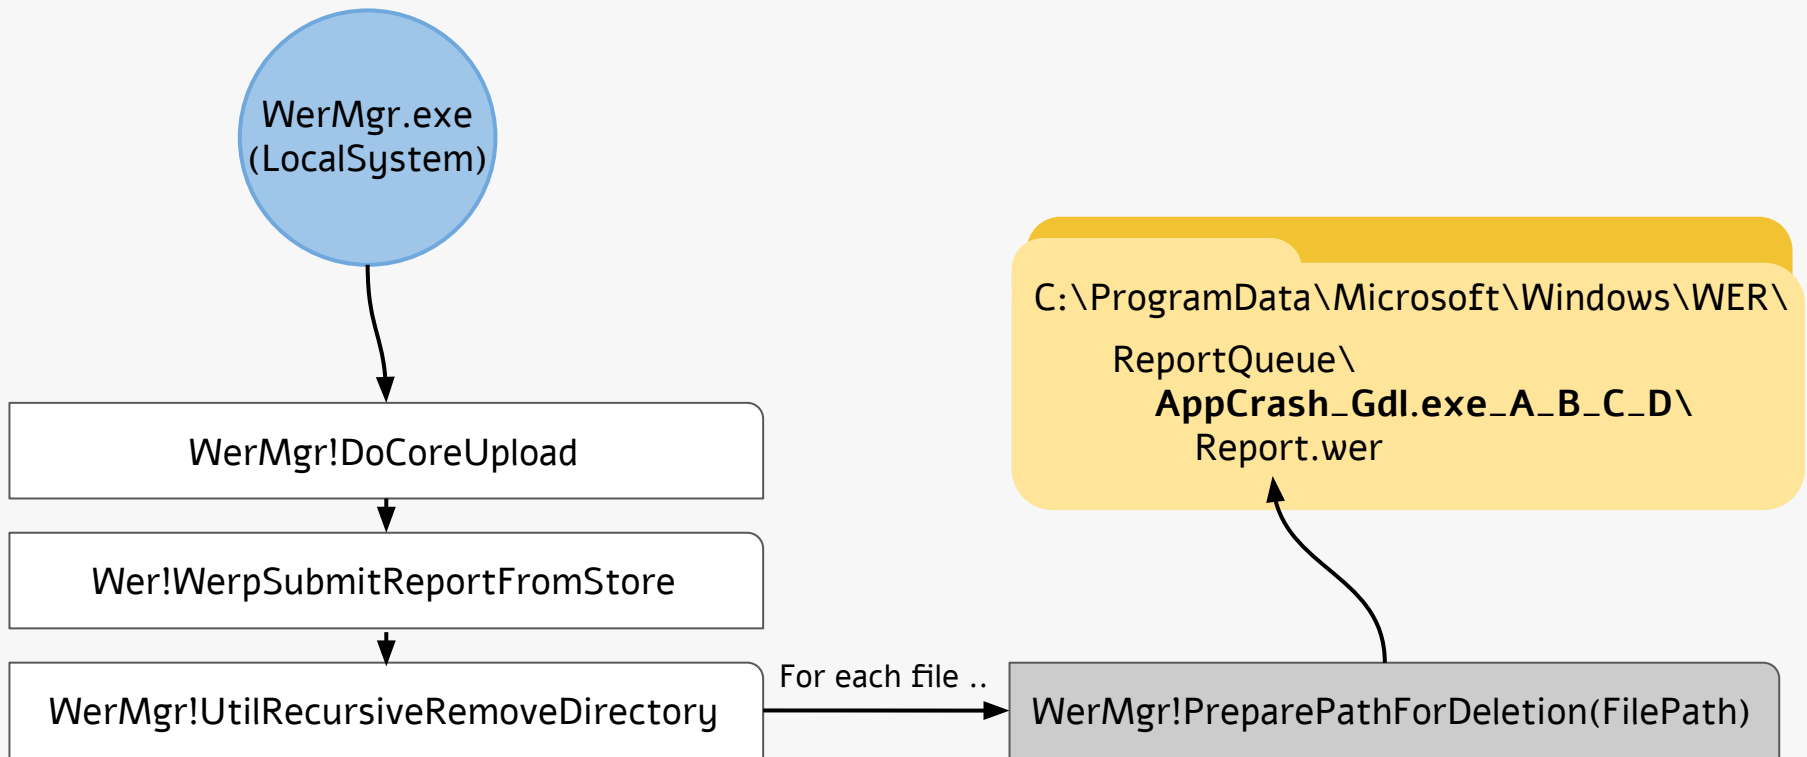 WerMgr.exe
(LocalSystem)
C:\ProgramData\Microsoft\Windows\WER\
ReportQueue\
AppCrash_Gdl.exe_A_B_C_D\
Report.wer
WerMgr!DoCoreUpload
Wer!WerpSubmitReportFromStore
WerMgr!UtilRecursiveRemoveDirectory
For each file ..
WerMgr!PreparePathForDeletion(FilePath)